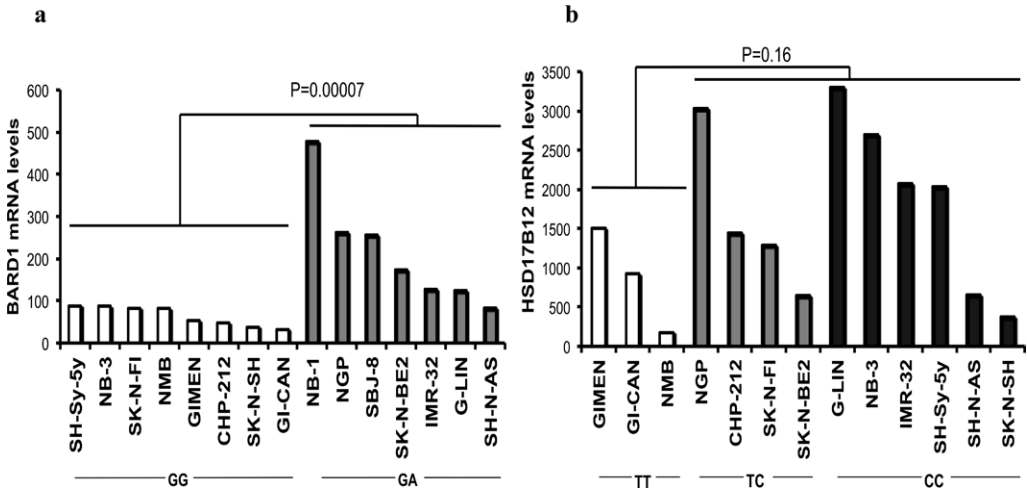 a
P=0.00007
BARD1 mRNA levels
600
500
400
300
200
100
0
SH-Sy-5y
NB-3
SK-N-FI
NMB
GIMEN
CHP-212
SK-N-SH
GI-CAN
NB-1
NGP
SBJ-8
SK-N-BE2
IMR-32
G-LIN
SH-N-AS
GG
GA
b
P=0.16
HSD17B12 mRNA levels
3500
3000
2500
2000
1500
1000
500
0
GIMEN
GI-CAN
NMB
NGP
CHP-212
SK-N-FI
SK-N-BE2
G-LIN
NB-3
IMR-32
SH-Sy-5y
SH-N-AS
SK-N-SH
TT
TC
CC